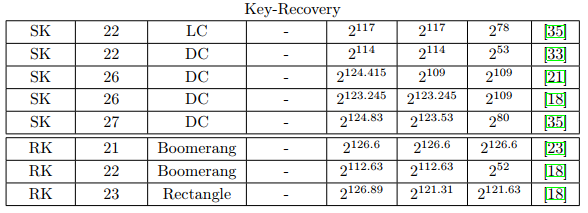 Key-Recovery
SK 22 LC - 2^117 2^117 2^78 [35]
SK 22 DC - 2^114 2^114 2^53 [33]
SK 26 DC - 2^124.415 2^109 2^109 [21]
SK 26 DC - 2^123.245 2^123.245 2^109 [18]
SK 27 DC - 2^124.83 2^123.53 2^80 [35]
RK 21 Boomerang - 2^126.6 2^126.6 2^126.6 [23]
RK 22 Boomerang - 2^112.63 2^112.63 2^52 [18]
RK 23 Rectangle - 2^126.89 2^121.31 2^121.63 [18]